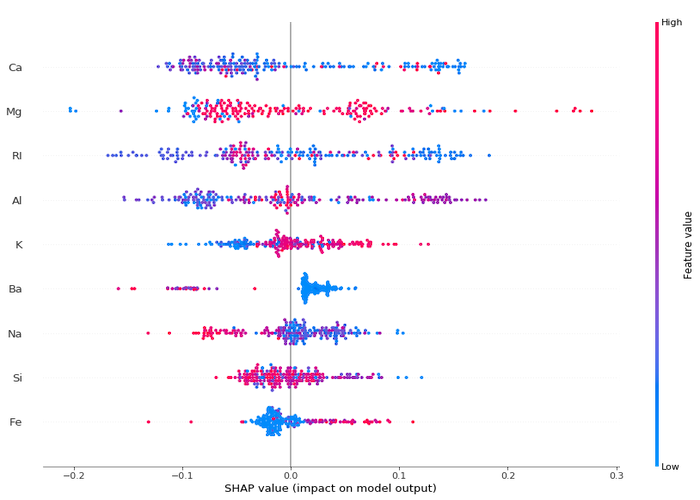 High
Ca
Mg
RI
Al
K
Ba
Na
Si
Fe
Feature value
Low
−0.2 −0.1 0.0 0.1 0.2 0.3
SHAP value (impact on model output)